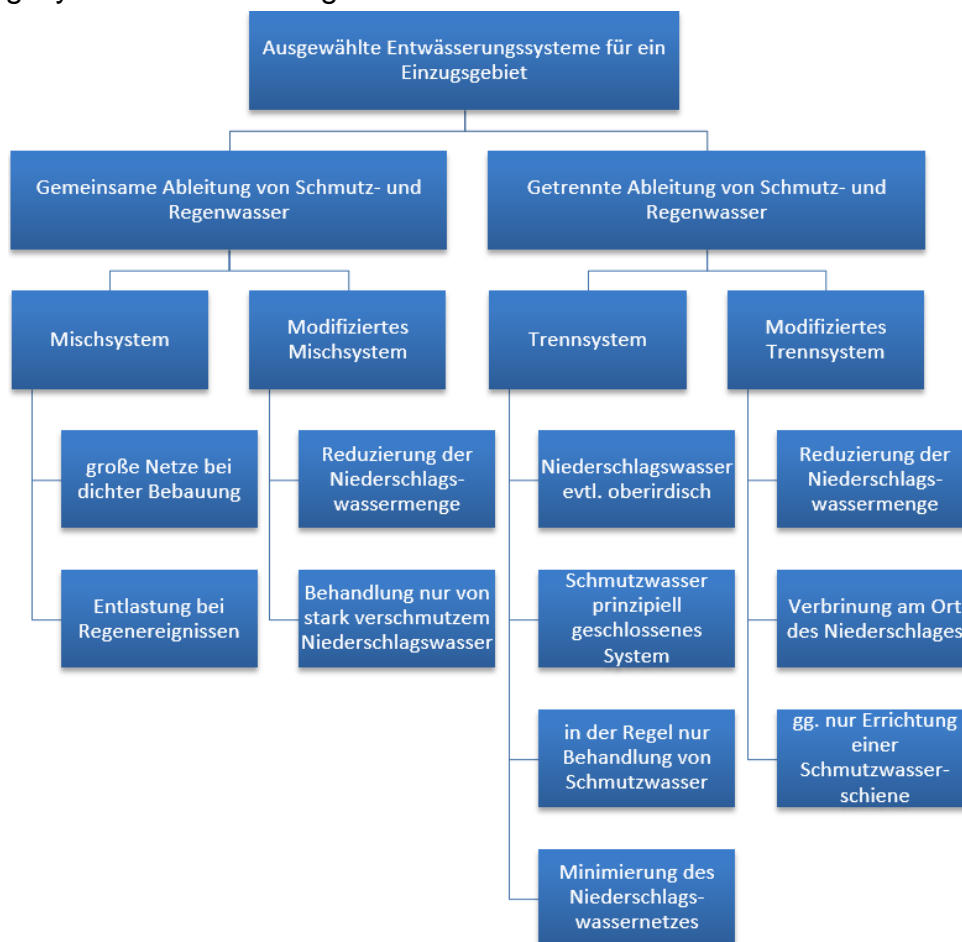 Ausgewählte Entwässerungssysteme für ein
Einzugsgebiet
Gemeinsame Ableitung von Schmutz- und
Regenwasser
Getrennte Ableitung von Schmutz- und
Regenwasser
Mischsystem
Modifiziertes
Mischsystem
Trennsystem
Modifiziertes
Trennsystem
große Netze bei
dichter Bebauung
Entlastung bei
Regenereignissen
Reduzierung der
Niederschlags-
wassermenge
Behandlung nur von
stark verschmutzem
Niederschlagswasser
Niederschlagswasser
evtl. oberirdisch
Schmutzwasser
prinzipiell
geschlossenes
System
in der Regel nur
Behandlung von
Schmutzwasser
Minimierung des
Niederschlags-
wassernetzes
Reduzierung der
Niederschlags-
wassermenge
Verbrinung am Ort
des Niederschlages
gg. nur Errichtung
einer
Schmutzwasser-
schiene